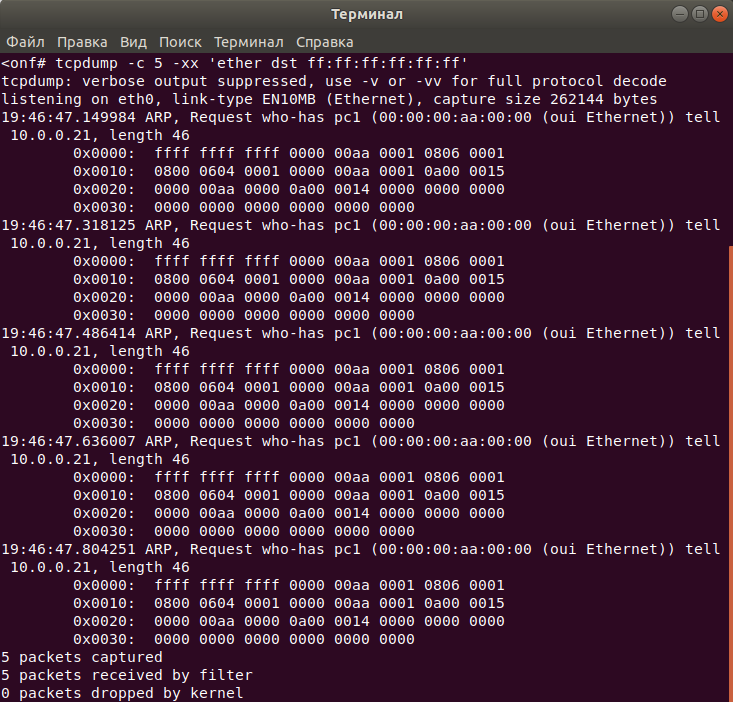 Терминал
Файл Правка Вид Поиск Терминал Справка
<onf# tcpdump -c 5 -xx 'ether dst ff:ff:ff:ff:ff:ff'
tcpdump: verbose output suppressed, use -v or -vv for full protocol decode
listening on eth0, link-type EN10MB (Ethernet), capture size 262144 bytes
19:46:47.149984 ARP, Request who-has pc1 (00:00:00:aa:00:00 (oui Ethernet)) tell
10.0.0.21, length 46
0x0000:  ffff ffff ffff 0000 00aa 0001 0806 0001
0x0010:  0800 0604 0001 0000 00aa 0001 0a00 0015
0x0020:  0000 00aa 0000 0a00 0014 0000 0000 0000
0x0030:  0000 0000 0000 0000 0000 0000
19:46:47.318125 ARP, Request who-has pc1 (00:00:00:aa:00:00 (oui Ethernet)) tell
10.0.0.21, length 46
0x0000:  ffff ffff ffff 0000 00aa 0001 0806 0001
0x0010:  0800 0604 0001 0000 00aa 0001 0a00 0015
0x0020:  0000 00aa 0000 0a00 0014 0000 0000 0000
0x0030:  0000 0000 0000 0000 0000 0000
19:46:47.486414 ARP, Request who-has pc1 (00:00:00:aa:00:00 (oui Ethernet)) tell
10.0.0.21, length 46
0x0000:  ffff ffff ffff 0000 00aa 0001 0806 0001
0x0010:  0800 0604 0001 0000 00aa 0001 0a00 0015
0x0020:  0000 00aa 0000 0a00 0014 0000 0000 0000
0x0030:  0000 0000 0000 0000 0000 0000
19:46:47.636007 ARP, Request who-has pc1 (00:00:00:aa:00:00 (oui Ethernet)) tell
10.0.0.21, length 46
0x0000:  ffff ffff ffff 0000 00aa 0001 0806 0001
0x0010:  0800 0604 0001 0000 00aa 0001 0a00 0015
0x0020:  0000 00aa 0000 0a00 0014 0000 0000 0000
0x0030:  0000 0000 0000 0000 0000 0000
19:46:47.804251 ARP, Request who-has pc1 (00:00:00:aa:00:00 (oui Ethernet)) tell
10.0.0.21, length 46
0x0000:  ffff ffff ffff 0000 00aa 0001 0806 0001
0x0010:  0800 0604 0001 0000 00aa 0001 0a00 0015
0x0020:  0000 00aa 0000 0a00 0014 0000 0000 0000
0x0030:  0000 0000 0000 0000 0000 0000
5 packets captured
5 packets received by filter
0 packets dropped by kernel